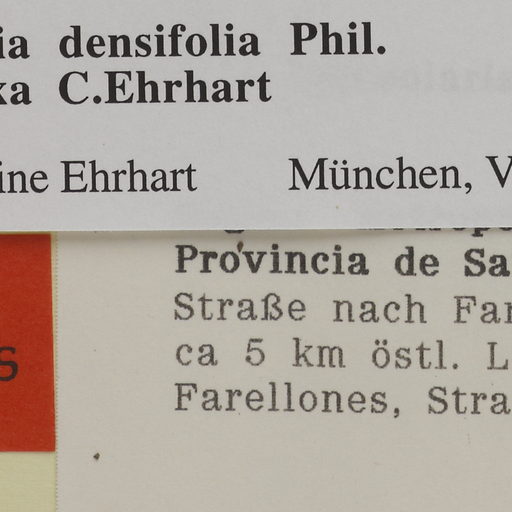 ia densifolia Phil.
xa C.Ehrhart
ine Ehrhart München, V
Provincia de Sa
Straße nach Far
ca 5 km östl. L
Farellones, Stra
s